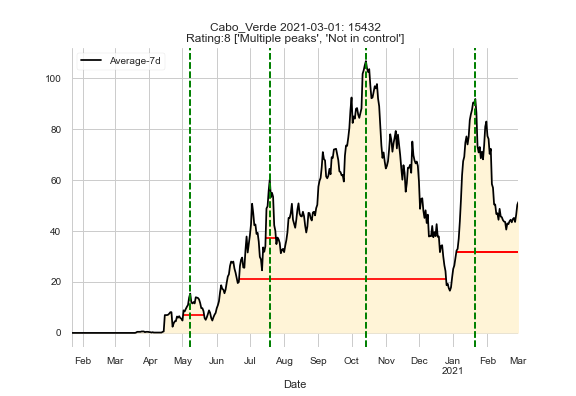 Cabo_Verde 2021-03-01: 15432
Rating:8 ['Multiple peaks', 'Not in control']
Average-7d
100
80
60
40
20
0
Feb Mar Apr May Jun Jul Aug Sep Oct Nov Dec Jan Feb Mar
2021
Date